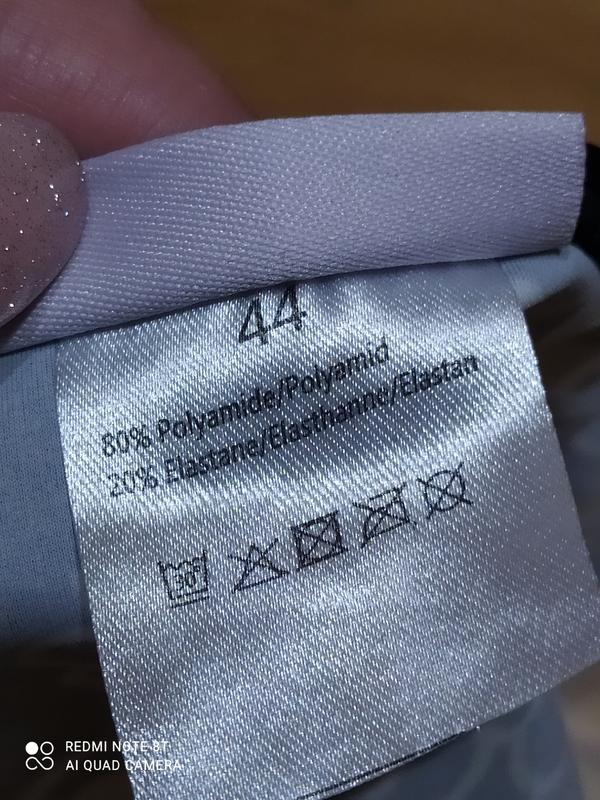 44
80% Polyamide/Polyamid
20% Elastane/Elasthanne/Elastan
30°
REDMI NOTE 8T
AI QUAD CAMERA